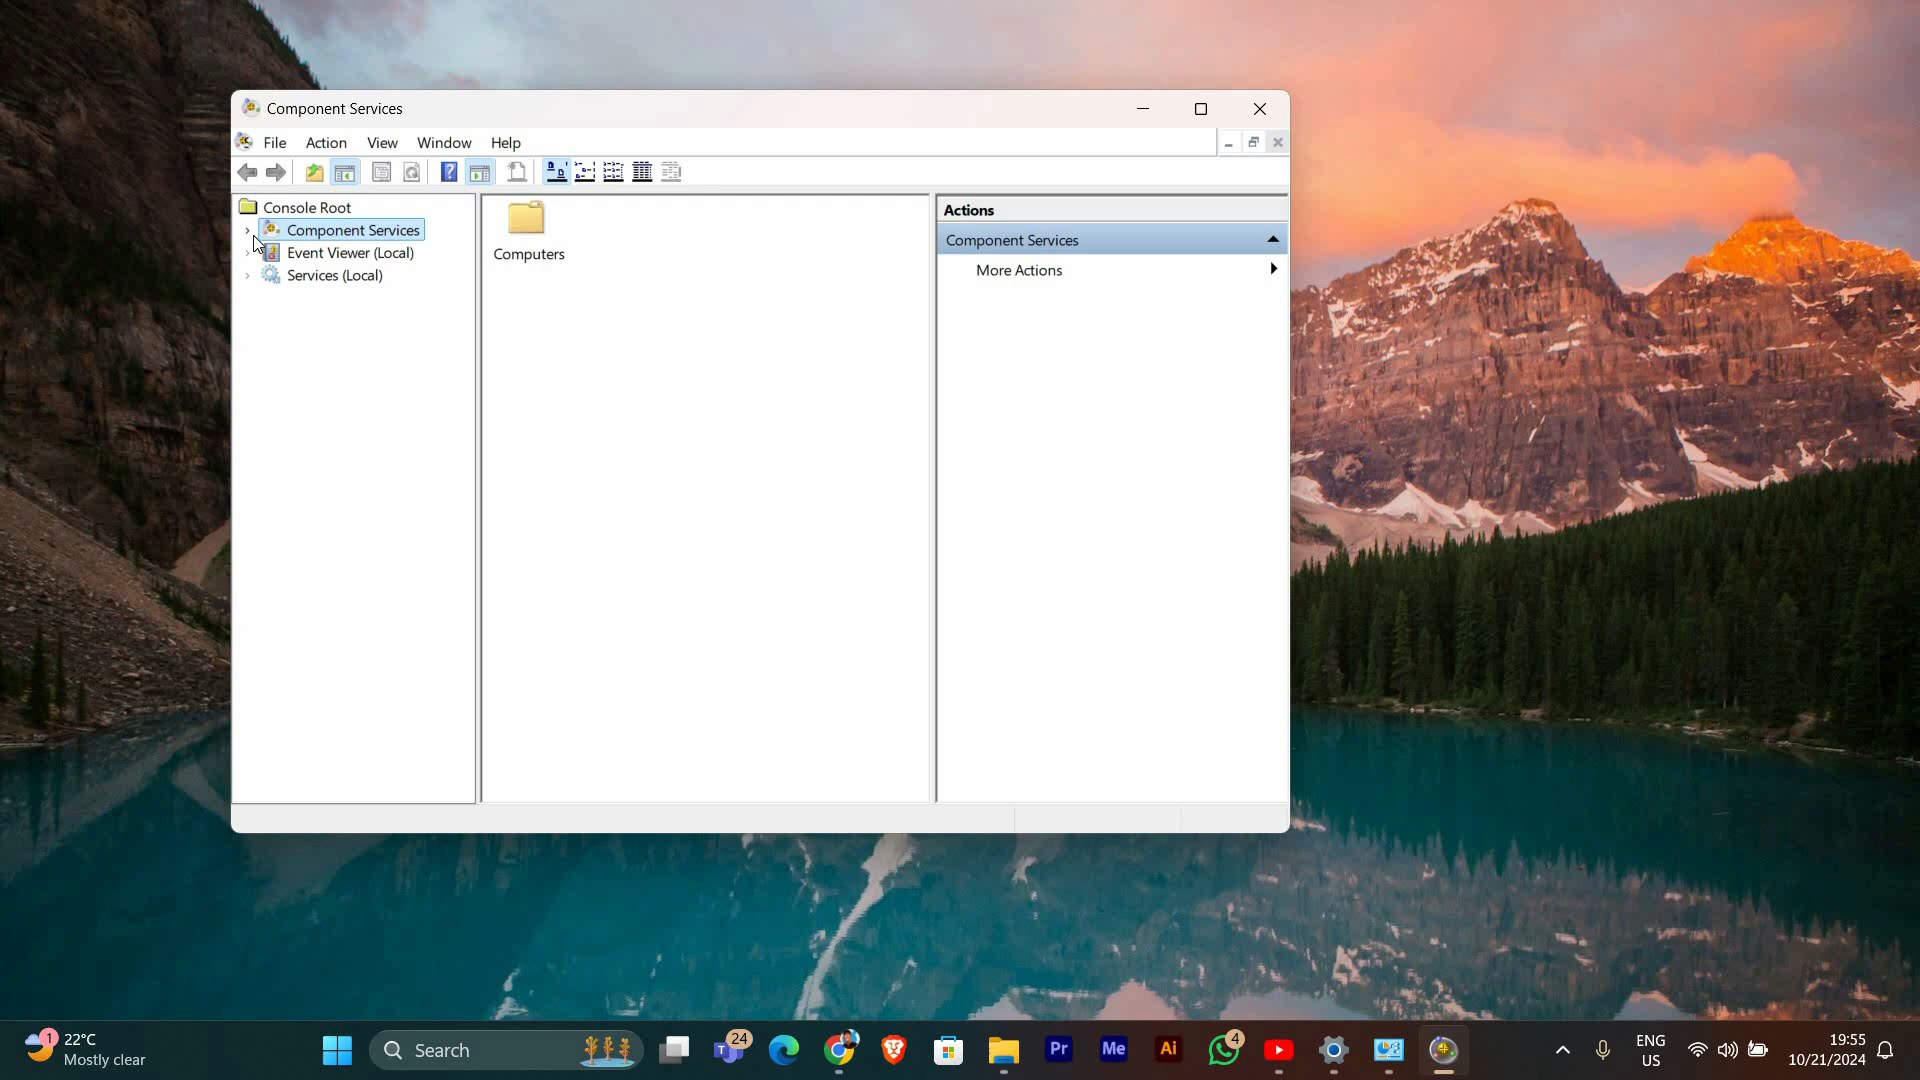 Component Services
File Action View Window Help
Console Root
Component Services
Event Viewer (Local)
Services (Local)
Computers
Actions
Component Services
More Actions
1
22°C
Mostly clear
Search
24
T
Pr
Me
Ai
4
ENG
US
19:55
10/21/2024